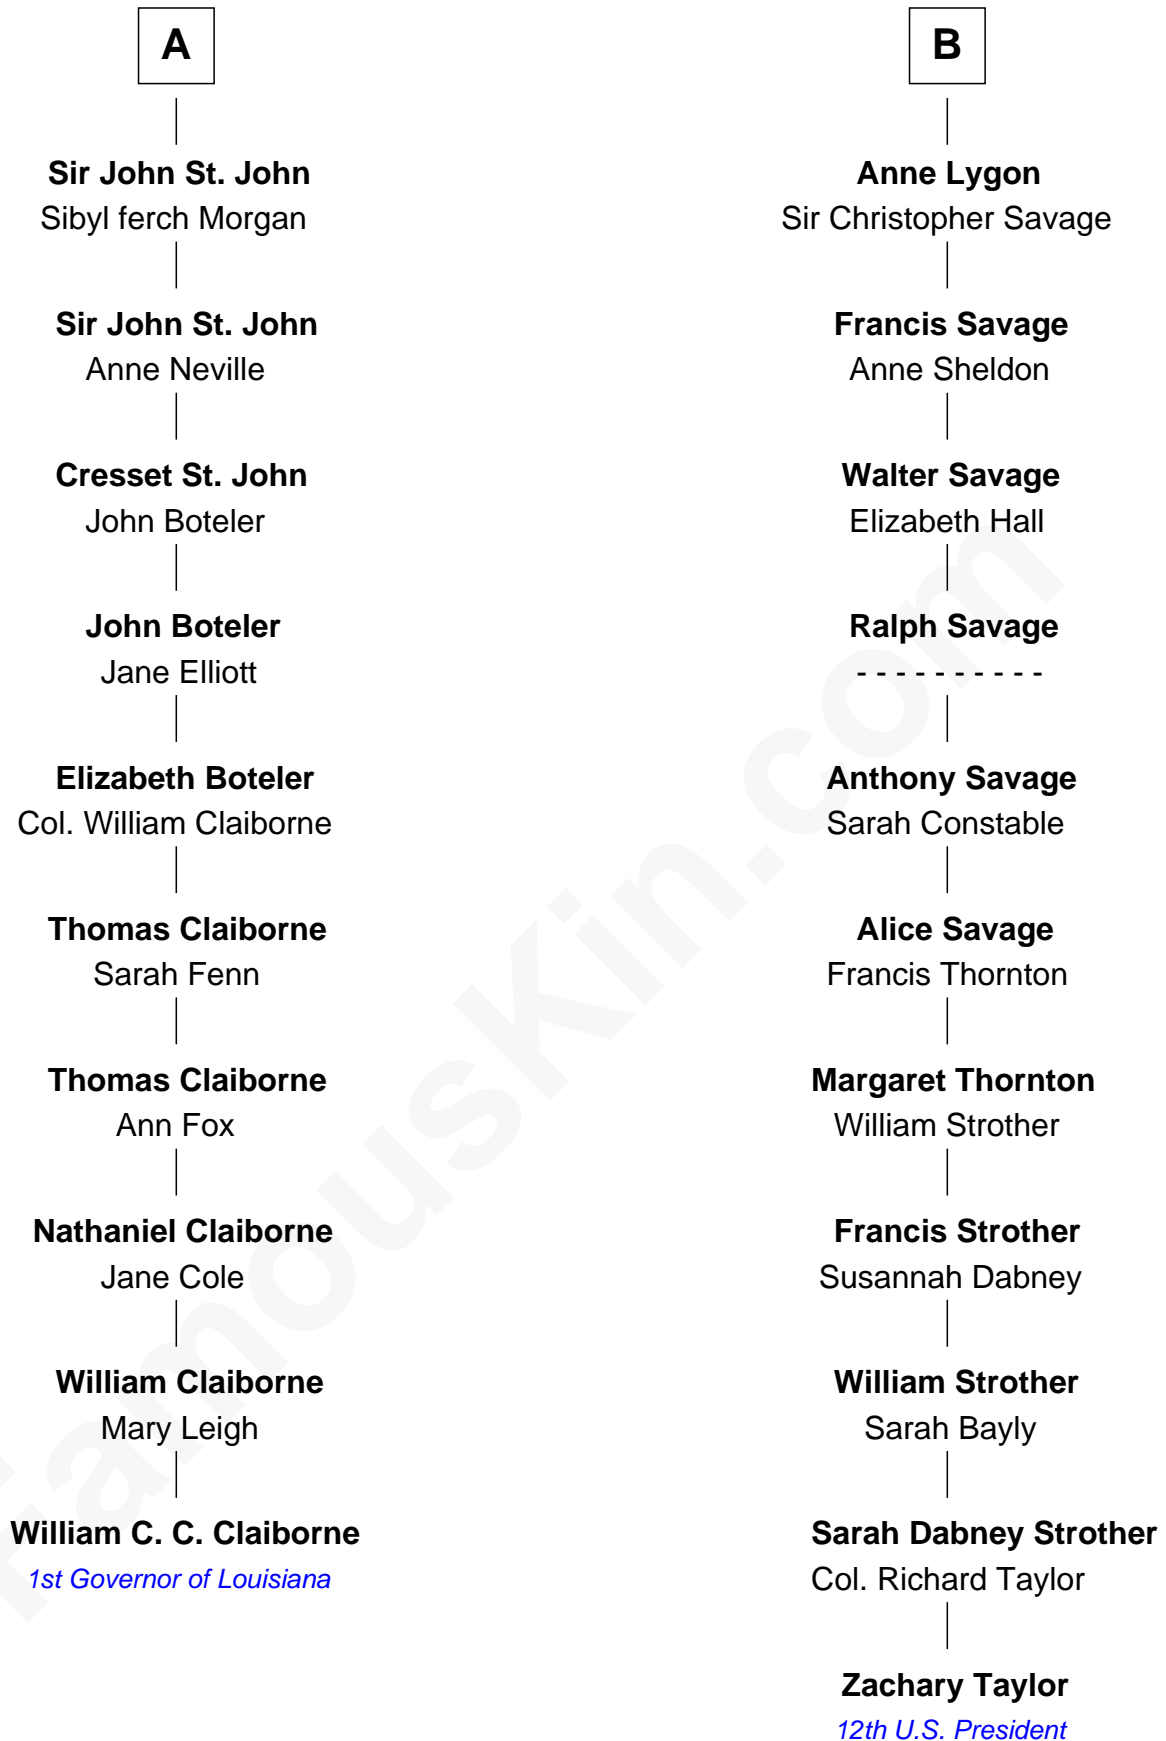 A
Sir John St. John
Sibyl ferch Morgan
Sir John St. John
Anne Neville
Cresset St. John
John Boteler
John Boteler
Jane Elliott
Elizabeth Boteler
Col. William Claiborne
Thomas Claiborne
Sarah Fenn
Thomas Claiborne
Ann Fox
Nathaniel Claiborne
Jane Cole
William Claiborne
Mary Leigh
William C. C. Claiborne
1st Governor of Louisiana
B
Anne Lygon
Sir Christopher Savage
Francis Savage
Anne Sheldon
Walter Savage
Elizabeth Hall
Ralph Savage
- - - - - - - - - -
Anthony Savage
Sarah Constable
Alice Savage
Francis Thornton
Margaret Thornton
William Strother
Francis Strother
Susannah Dabney
William Strother
Sarah Bayly
Sarah Dabney Strother
Col. Richard Taylor
Zachary Taylor
12th U.S. President
FamousKin.com